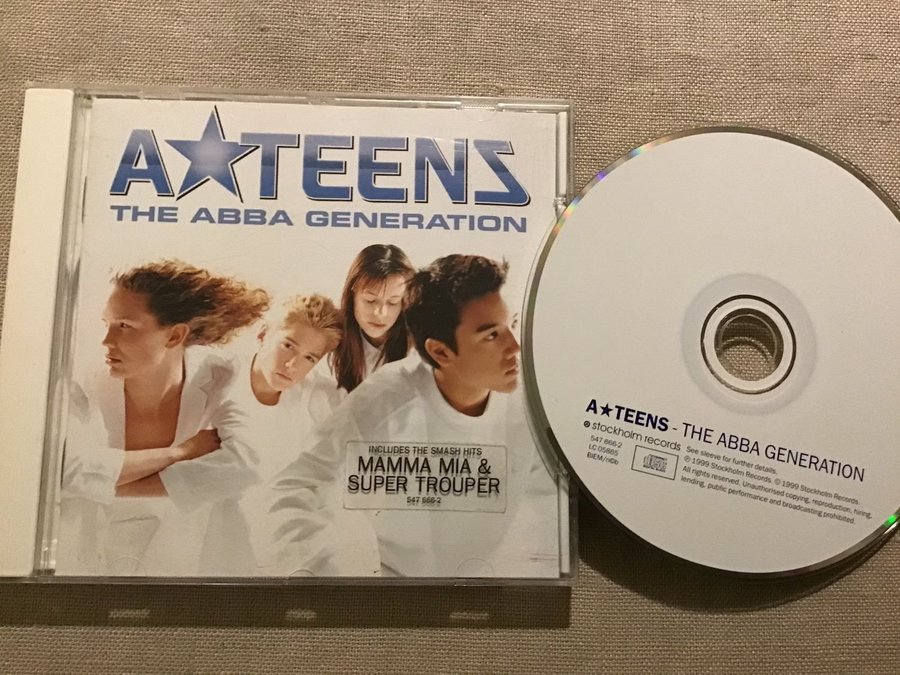 A★TEENS
THE ABBA GENERATION
INCLUDES THE SMASH HITS
MAMMA MIA &
SUPER TROUPER
547 666-2
A★TEENS - THE ABBA GENERATION
stockholm records
547 666-2
LC 05865
BIEM/n©b
See sleeve for further details.
℗ 1999 Stockholm Records. © 1999 Stockholm Records.
All rights reserved. Unauthorised copying, reproduction, hiring,
lending, public performance and broadcasting prohibited.